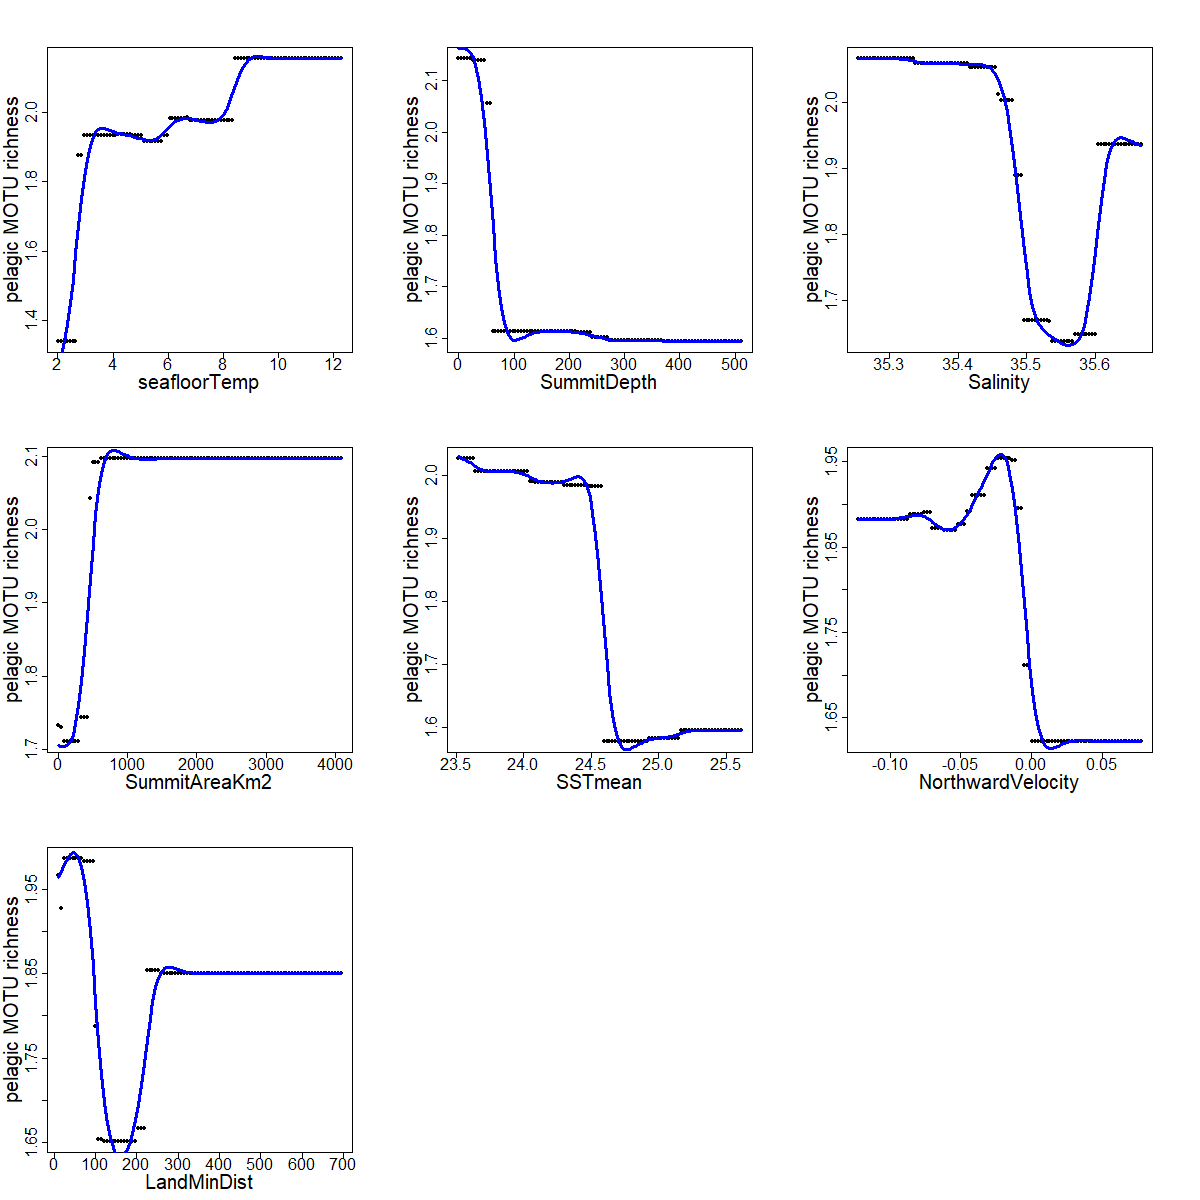 pelagic MOTU richness
1.4 1.6 1.8 2.0
2 4 6 8 10 12
seafloorTemp
pelagic MOTU richness
1.6 1.7 1.8 1.9 2.0 2.1
0 100 200 300 400 500
SummitDepth
pelagic MOTU richness
1.7 1.8 1.9 2.0
35.3 35.4 35.5 35.6
Salinity
pelagic MOTU richness
1.7 1.8 1.9 2.0 2.1
0 1000 2000 3000 4000
SummitAreaKm2
pelagic MOTU richness
1.6 1.7 1.8 1.9 2.0
23.5 24.0 24.5 25.0 25.5
SSTmean
pelagic MOTU richness
1.65 1.75 1.85 1.95
-0.10 -0.05 0.00 0.05
NorthwardVelocity
pelagic MOTU richness
1.65 1.75 1.85 1.95
0 100 200 300 400 500 600 700
LandMinDist